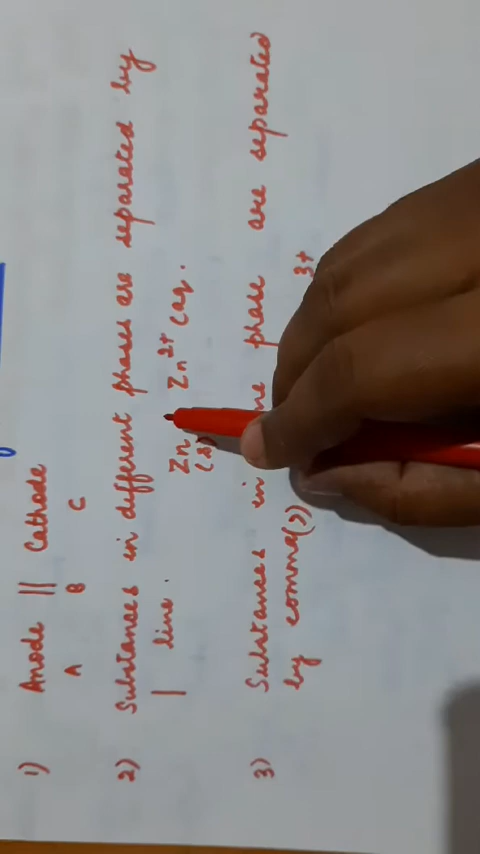 1) Anode || Cathode
A B C
2) Substances in different phases are separated by
| line. Zn Zn2+ (aq.
(s)
3) Substances in phase are separated
by comma(,) 3+